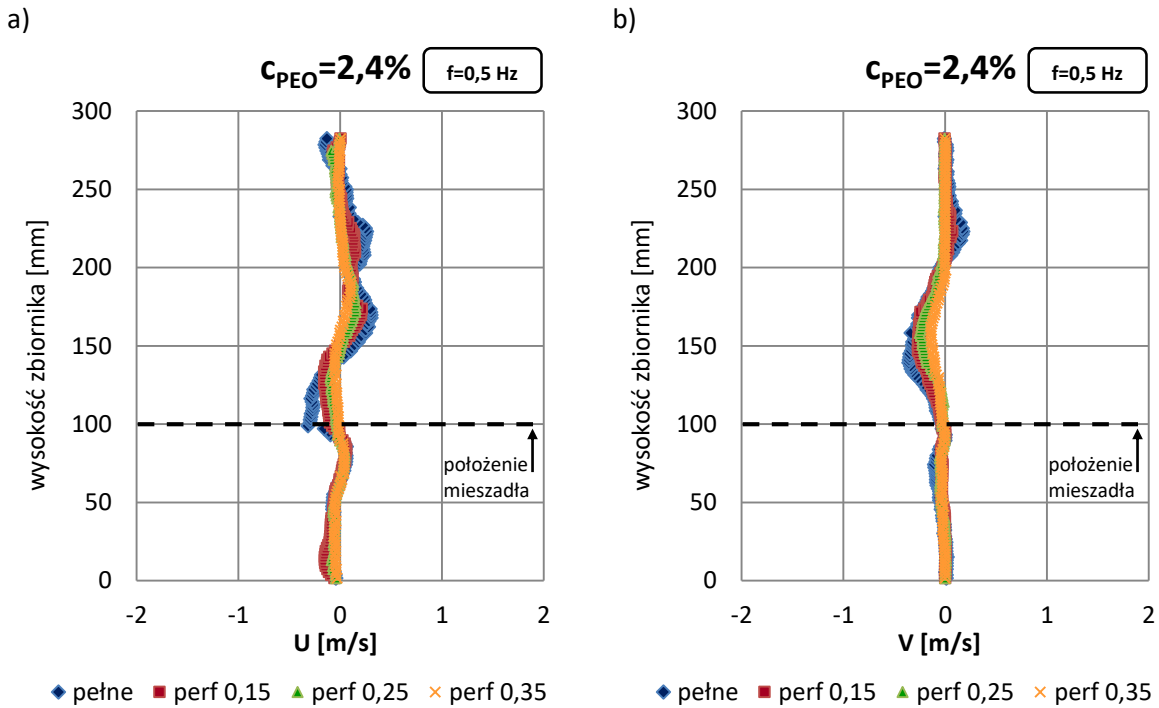 a)
c_PEO=2,4%
f=0,5 Hz
300
250
200
150
100
50
0
wysokość zbiornika [mm]
położenie
mieszadła
-2 -1 0 1 2
U [m/s]
pełne perf 0,15 perf 0,25 perf 0,35
b)
c_PEO=2,4%
f=0,5 Hz
300
250
200
150
100
50
0
wysokość zbiornika [mm]
położenie
mieszadła
-2 -1 0 1 2
V [m/s]
pełne perf 0,15 perf 0,25 perf 0,35